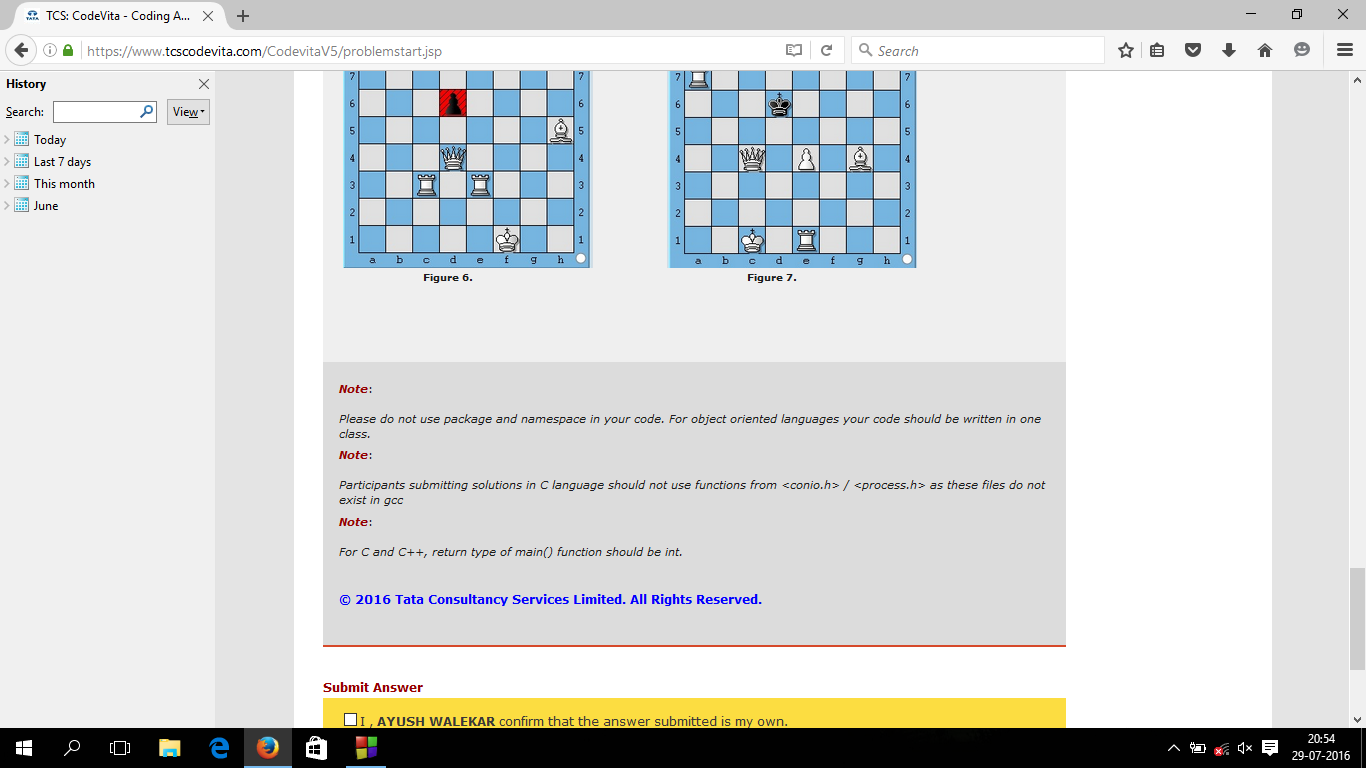 TCS: CodeVita - Coding A...
https://www.tcscodevita.com/CodevitaV5/problemstart.jsp
Search
History
Search:
View
Today
Last 7 days
This month
June
7 7 7 7
6 6 6 6
5 5 5 5
4 4 4 4
3 3 3 3
2 2 2 2
1 1 1 1
a b c d e f g h a b c d e f g h
Figure 6. Figure 7.
Note:
Please do not use package and namespace in your code. For object oriented languages your code should be written in one
class.
Note:
Participants submitting solutions in C language should not use functions from <conio.h> / <process.h> as these files do not
exist in gcc
Note:
For C and C++, return type of main() function should be int.
© 2016 Tata Consultancy Services Limited. All Rights Reserved.
Submit Answer
I , AYUSH WALEKAR confirm that the answer submitted is my own.
20:54
29-07-2016